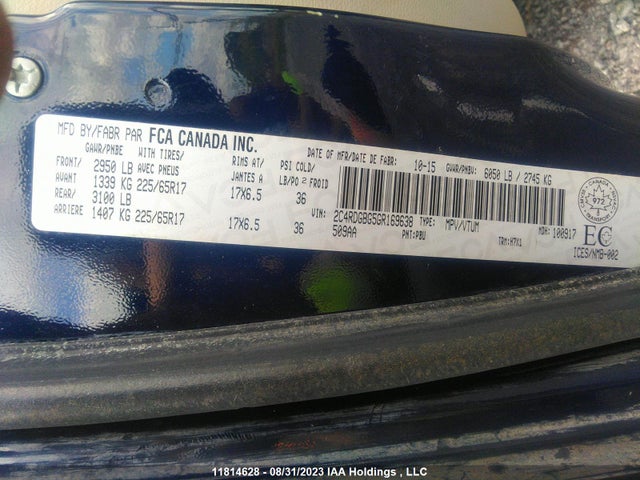 MFD BY/FABR PAR FCA CANADA INC.
DATE OF MFR/DATE DE FABR: 10-15 GVWR/PNBV: 6050 LB / 2745 KG
GAWR/PNBE WITH TIRES/ RIMS AT/ PSI COLD/
FRONT/ 2950 LB AVEC PNEUS JANTES A LB/PO 2 FROID
AVANT 1339 KG 225/65R17 17X6.5 36
REAR/ 3100 LB
ARRIERE 1407 KG 225/65R17 17X6.5 36
VIN: 2C4RDGBG5GR169638 TYPE: MPV/VTUM MDH: 100917
509AA PNT:PBU TRM:H7X1
CANADA
972
EC
ICES/NMB-002
11814628 - 08/31/2023 IAA Holdings , LLC